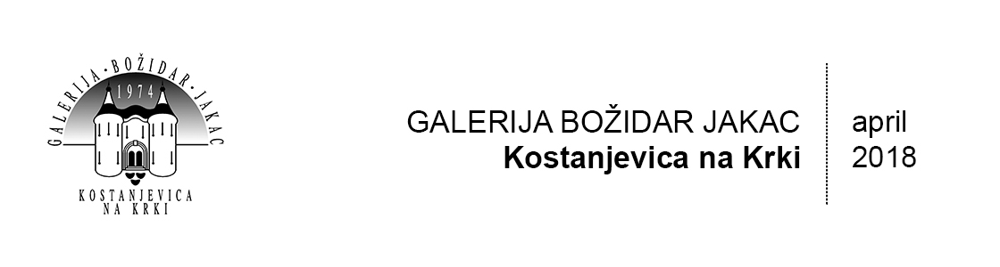 GALERIJA·BOŽIDAR·JAKAC
1974
KOSTANJEVICA
NA KRKI
GALERIJA BOŽIDAR JAKAC
Kostanjevica na Krki
april
2018